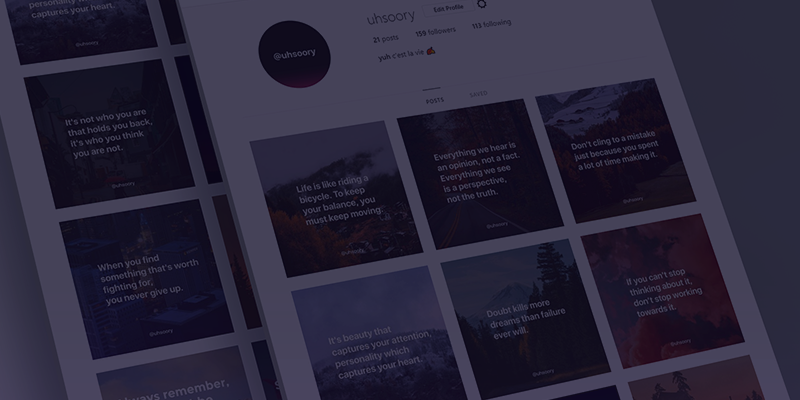 captures your heart.
@uhsoory
It's not who you are
that holds you back,
it's who you think
you are not.
@uhsoory
When you find
something that's worth
fighting for,
you never give up.
@uhsoory
always remember,
@uhsoory
uhsoory
Edit Profile
21 posts
159 followers
113 following
yuh c'est la vie 🍂
POSTS
SAVED
Life is like riding a
bicycle. To keep
your balance, you
must keep moving.
@uhsoory
Everything we hear is
an opinion, not a fact.
Everything we see
is a perspective,
not the truth.
@uhsoory
Don't cling to a mistake
just because you spent
a lot of time making it.
@uhsoory
It's beauty that
captures your attention,
personality which
captures your heart.
Doubt kills more
dreams than failure
ever will.
@uhsoory
If you can't stop
thinking about it,
don't stop working
towards it.
@uhsoory